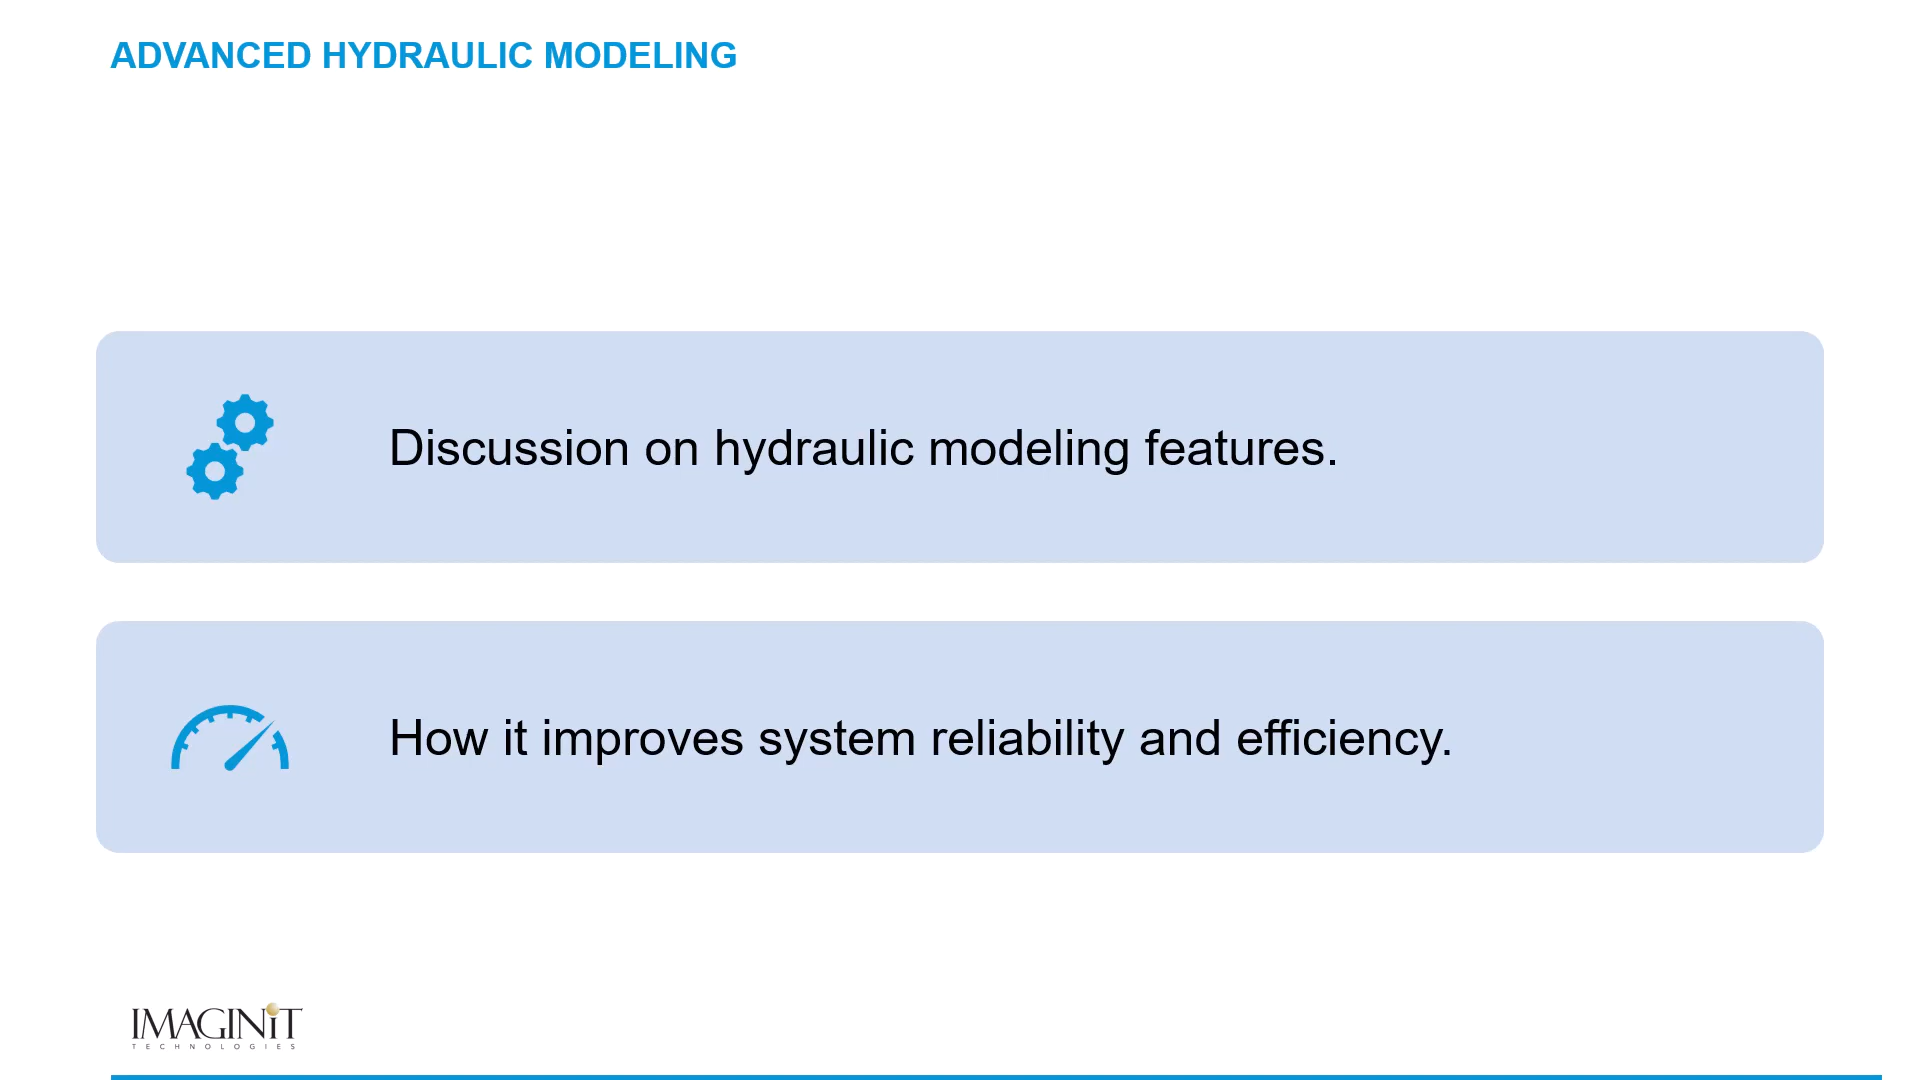 ADVANCED HYDRAULIC MODELING
Discussion on hydraulic modeling features.
How it improves system reliability and efficiency.
IMAGINiT
TECHNOLOGIES